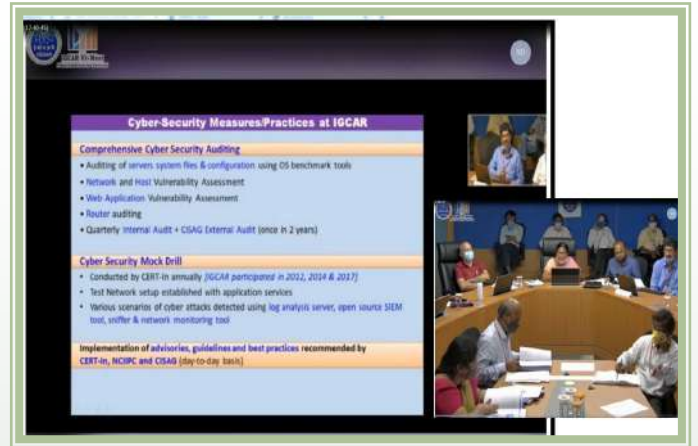 IGCAR Vi-Meet
Cyber-Security Measures/Practices at IGCAR
Comprehensive Cyber Security Auditing
• Auditing of servers system files & configuration using OS benchmark tools
• Network and Host Vulnerability Assessment
• Web Application Vulnerability Assessment
• Router auditing
• Quarterly Internal Audit + CISAG External Audit (once in 2 years)
Cyber Security Mock Drill
• Conducted by CERT-In annually [IGCAR participated in 2012, 2014 & 2017]
• Test Network setup established with application services
• Various scenarios of cyber attacks detected using log analysis server, open source SIEM
tool, sniffer & network monitoring tool
Implementation of advisories, guidelines and best practices recommended by
CERT-In, NCIIPC and CISAG (day-to-day basis)